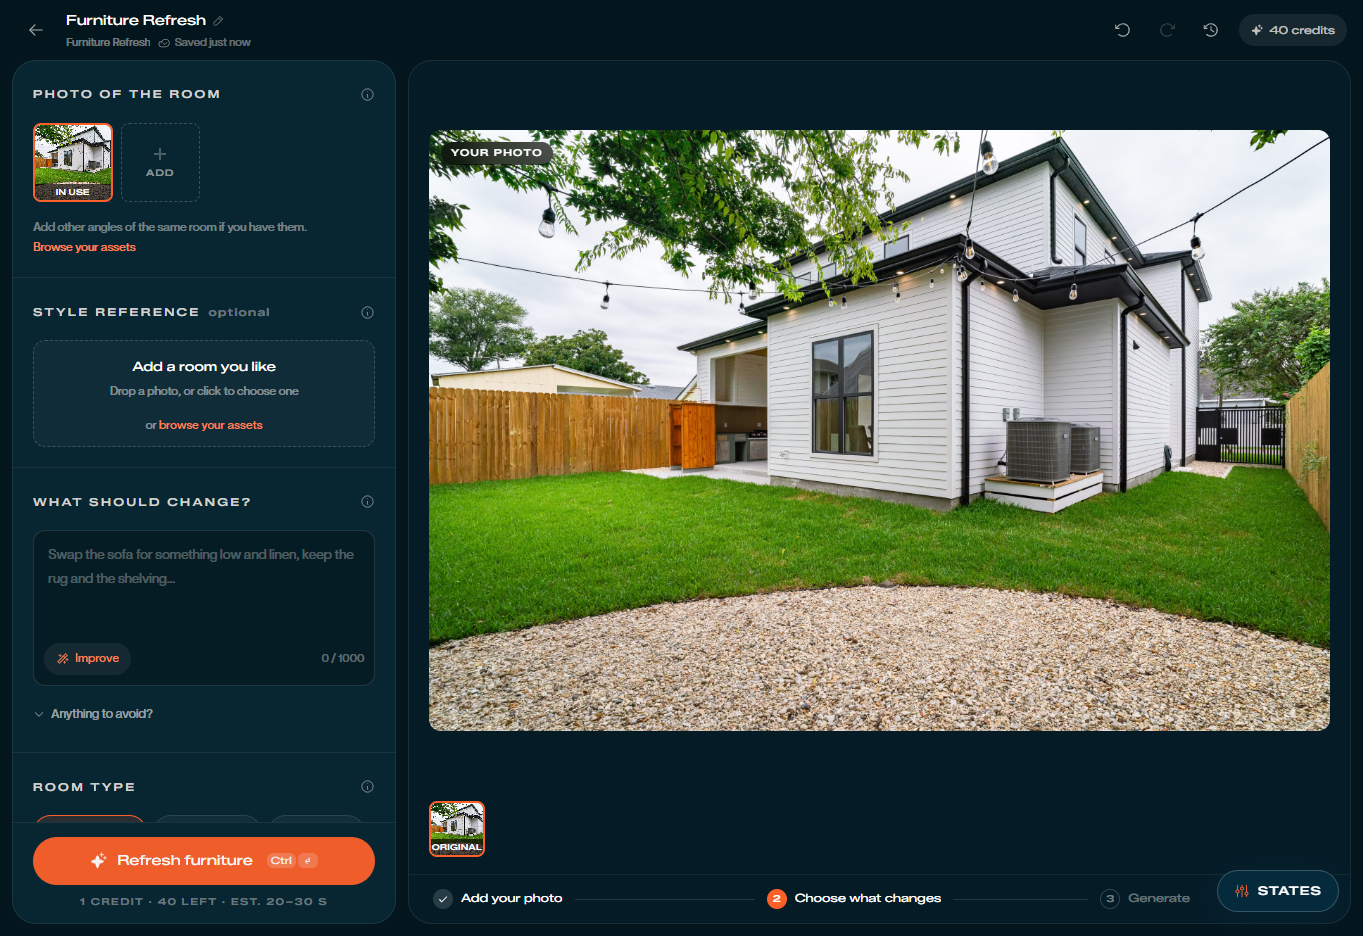 Furniture Refresh
Furniture Refresh Saved just now
40 credits
PHOTO OF THE ROOM
IN USE
ADD
Add other angles of the same room if you have them.
Browse your assets
STYLE REFERENCE optional
Add a room you like
Drop a photo, or click to choose one
or browse your assets
WHAT SHOULD CHANGE?
Swap the sofa for something low and linen, keep the
rug and the shelving...
Improve
0 / 1000
Anything to avoid?
ROOM TYPE
Refresh furniture Ctrl ↵
1 CREDIT · 40 LEFT · EST. 20–30 S
YOUR PHOTO
ORIGINAL
Add your photo
2 Choose what changes
3 Generate
STATES